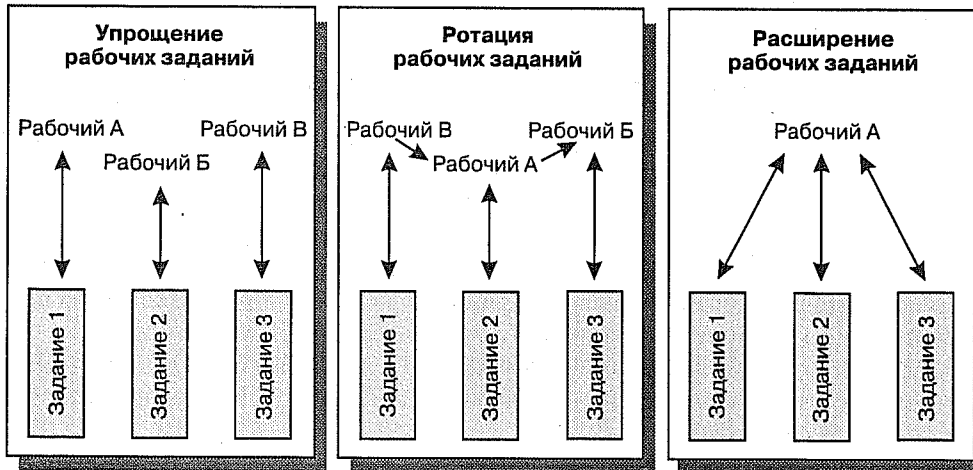 Упрощение
рабочих заданий
Рабочий А
Рабочий Б
Рабочий В
Задание 1
Задание 2
Задание 3
Ротация
рабочих заданий
Рабочий В
Рабочий А
Рабочий Б
Задание 1
Задание 2
Задание 3
Расширение
рабочих заданий
Рабочий А
Задание 1
Задание 2
Задание 3